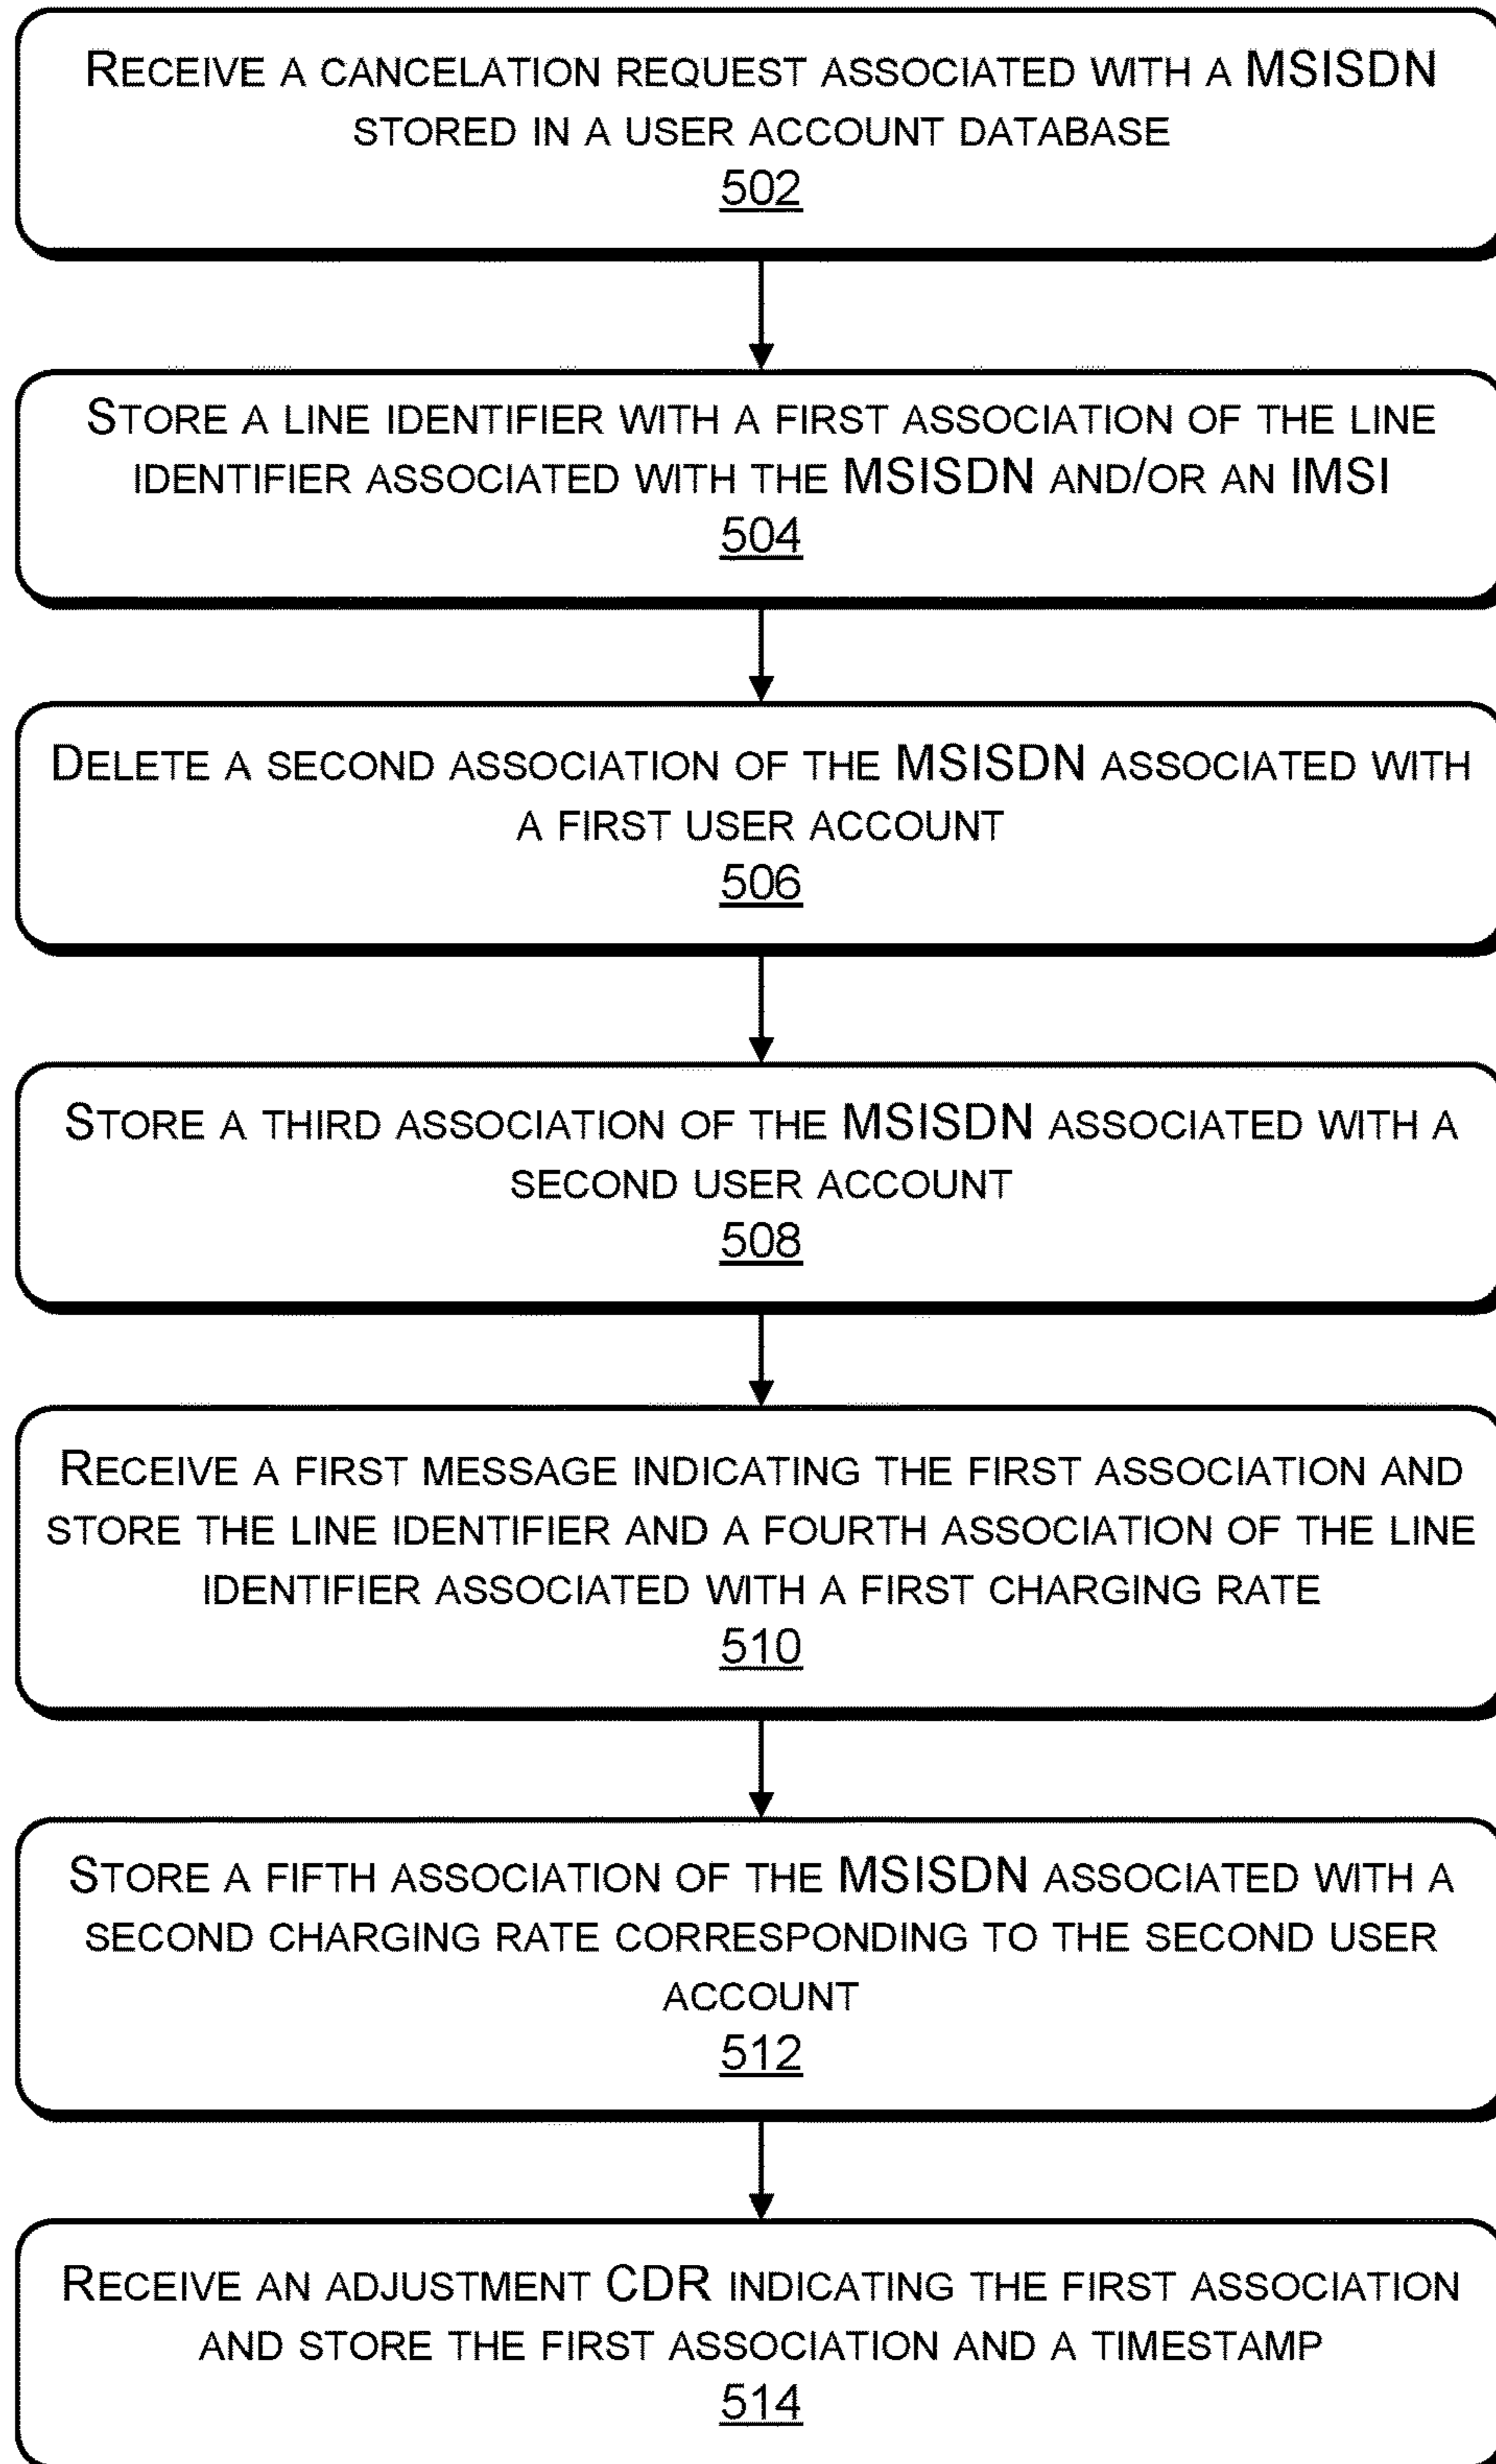 RECEIVE A CANCELATION REQUEST ASSOCIATED WITH A MSISDN
STORED IN A USER ACCOUNT DATABASE
502
STORE A LINE IDENTIFIER WITH A FIRST ASSOCIATION OF THE LINE
IDENTIFIER ASSOCIATED WITH THE MSISDN AND/OR AN IMSI
504
DELETE A SECOND ASSOCIATION OF THE MSISDN ASSOCIATED WITH
A FIRST USER ACCOUNT
506
STORE A THIRD ASSOCIATION OF THE MSISDN ASSOCIATED WITH A
SECOND USER ACCOUNT
508
RECEIVE A FIRST MESSAGE INDICATING THE FIRST ASSOCIATION AND
STORE THE LINE IDENTIFIER AND A FOURTH ASSOCIATION OF THE LINE
IDENTIFIER ASSOCIATED WITH A FIRST CHARGING RATE
510
STORE A FIFTH ASSOCIATION OF THE MSISDN ASSOCIATED WITH A
SECOND CHARGING RATE CORRESPONDING TO THE SECOND USER
ACCOUNT
512
RECEIVE AN ADJUSTMENT CDR INDICATING THE FIRST ASSOCIATION
AND STORE THE FIRST ASSOCIATION AND A TIMESTAMP
514